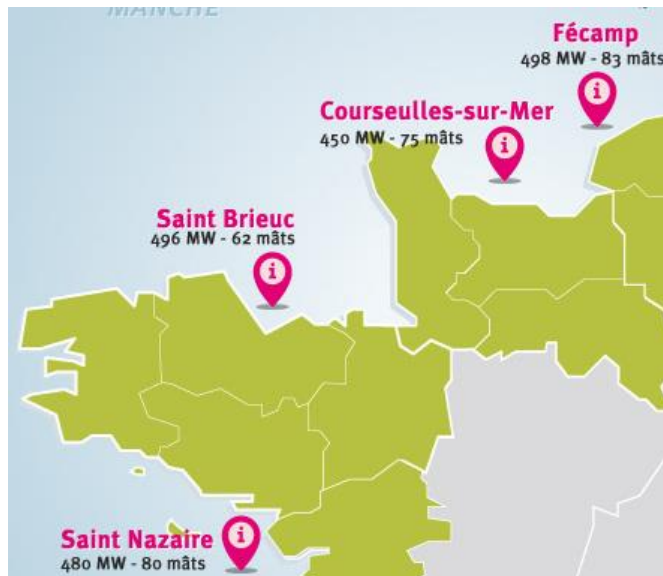 MANCHE
Fécamp
498 MW - 83 mâts
Courseulles-sur-Mer
450 MW - 75 mâts
Saint Brieuc
496 MW - 62 mâts
Saint Nazaire
480 MW - 80 mâts